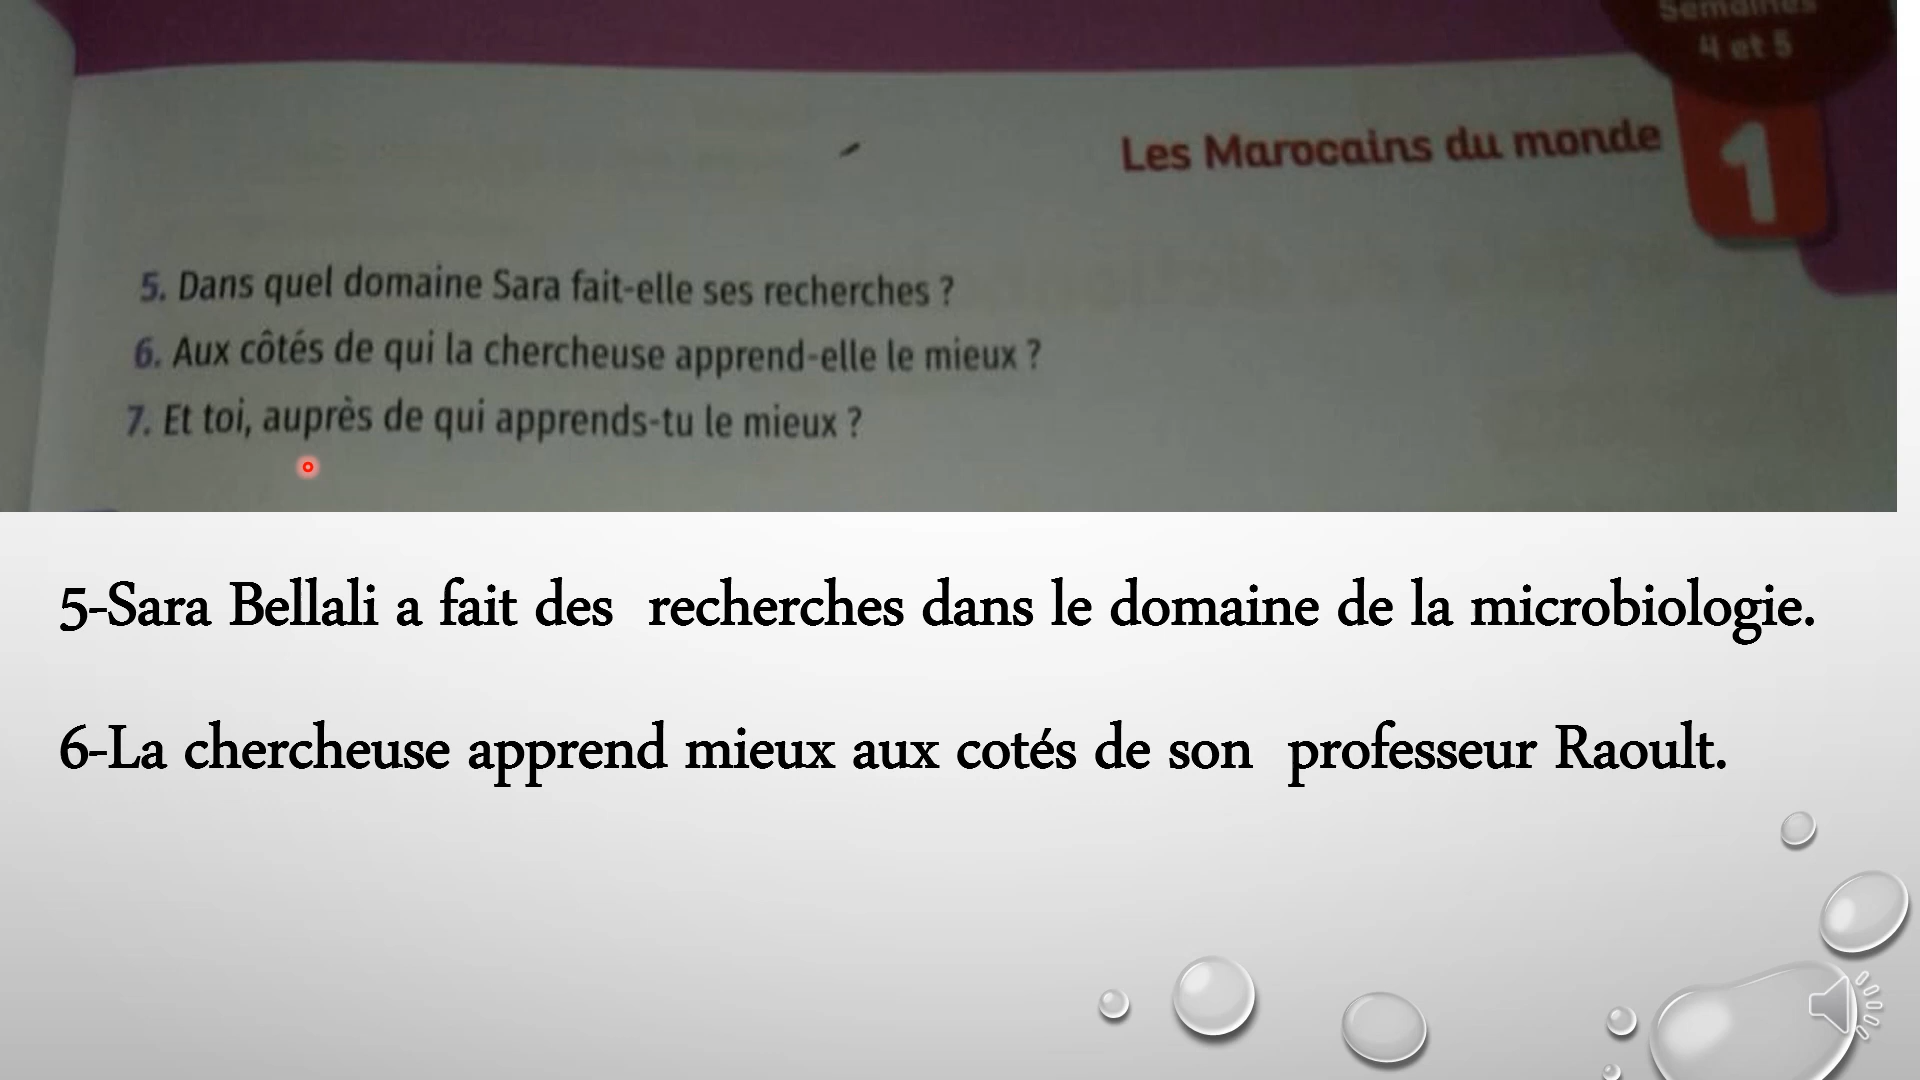 Semaines
4 et 5
1
Les Marocains du monde
5. Dans quel domaine Sara fait-elle ses recherches ?
6. Aux côtés de qui la chercheuse apprend-elle le mieux ?
7. Et toi, auprès de qui apprends-tu le mieux ?
5-Sara Bellali a fait des recherches dans le domaine de la microbiologie.
6-La chercheuse apprend mieux aux cotés de son professeur Raoult.